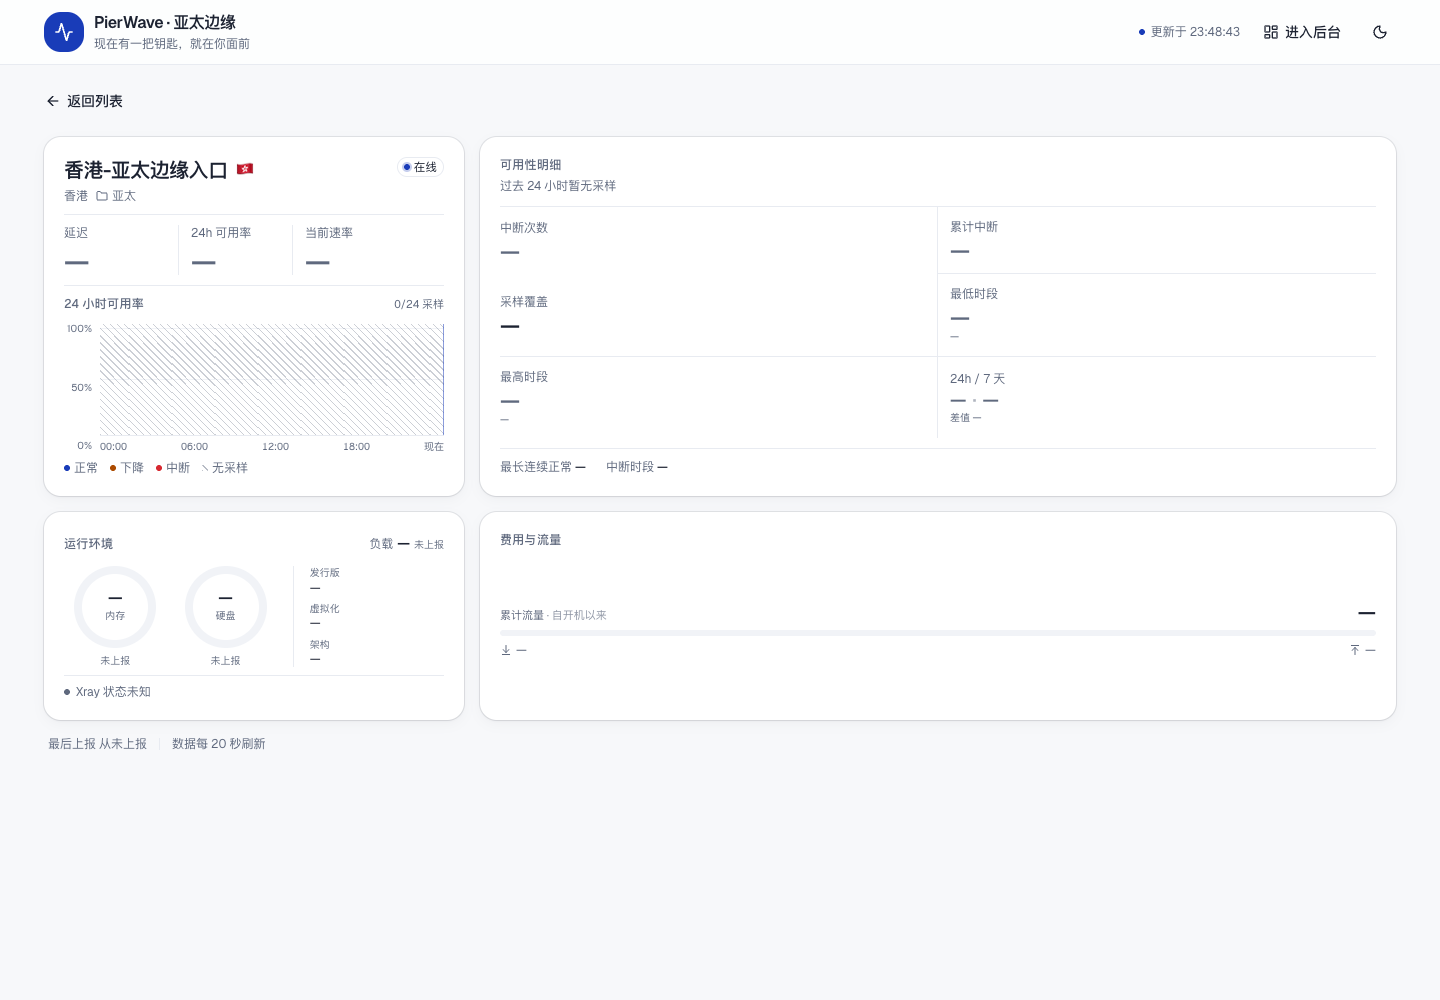 PierWave · 亚太边缘
现在有一把钥匙，就在你面前
更新于 23:48:43
进入后台
返回列表
香港-亚太边缘入口
在线
香港 亚太
延迟
—
24h 可用率
—
当前速率
—
24 小时可用率
0/24 采样
100%
50%
0%
00:00 06:00 12:00 18:00 现在
正常 下降 中断 无采样
可用性明细
过去 24 小时暂无采样
中断次数
—
累计中断
—
采样覆盖
—
最低时段
—
—
最高时段
—
—
24h / 7 天
— · —
差值 —
最长连续正常 — 中断时段 —
运行环境
负载 — 未上报
—
内存
未上报
—
硬盘
未上报
发行版
—
虚拟化
—
架构
—
Xray 状态未知
费用与流量
累计流量 · 自开机以来
—
—
—
最后上报 从未上报
数据每 20 秒刷新